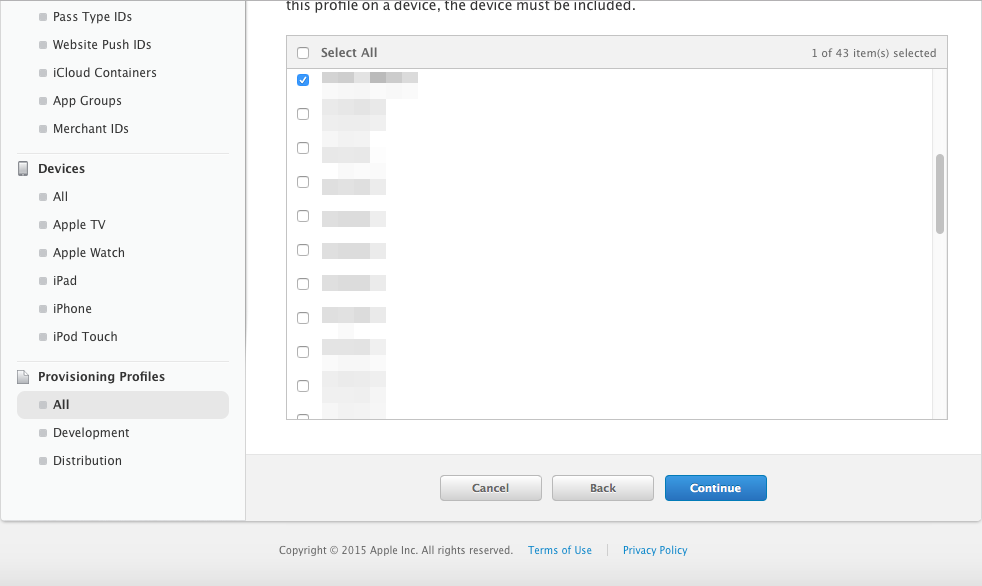 Pass Type IDs
Website Push IDs
iCloud Containers
App Groups
Merchant IDs
Devices
All
Apple TV
Apple Watch
iPad
iPhone
iPod Touch
Provisioning Profiles
All
Development
Distribution
this profile on a device, the device must be included.
Select All 1 of 43 item(s) selected
Cancel Back Continue
Copyright © 2015 Apple Inc. All rights reserved. Terms of Use Privacy Policy